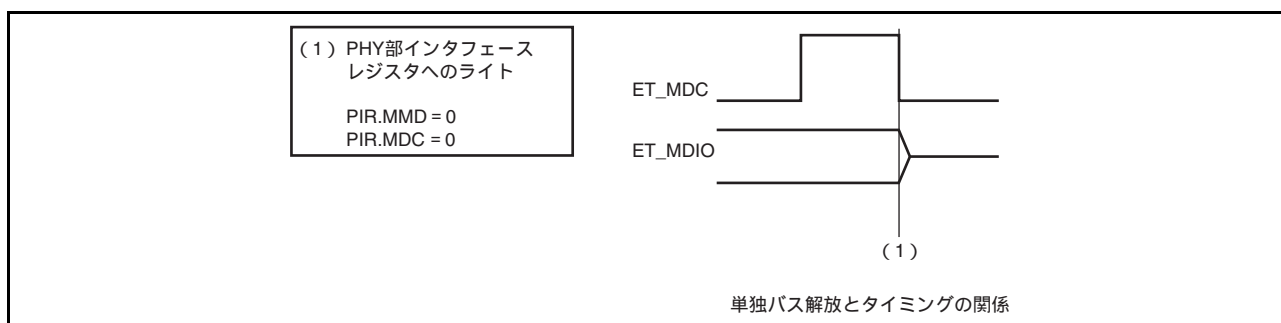 （1）PHY部インタフェース
レジスタへのライト
PIR.MMD = 0
PIR.MDC = 0
ET_MDC
ET_MDIO
（1）
単独バス解放とタイミングの関係